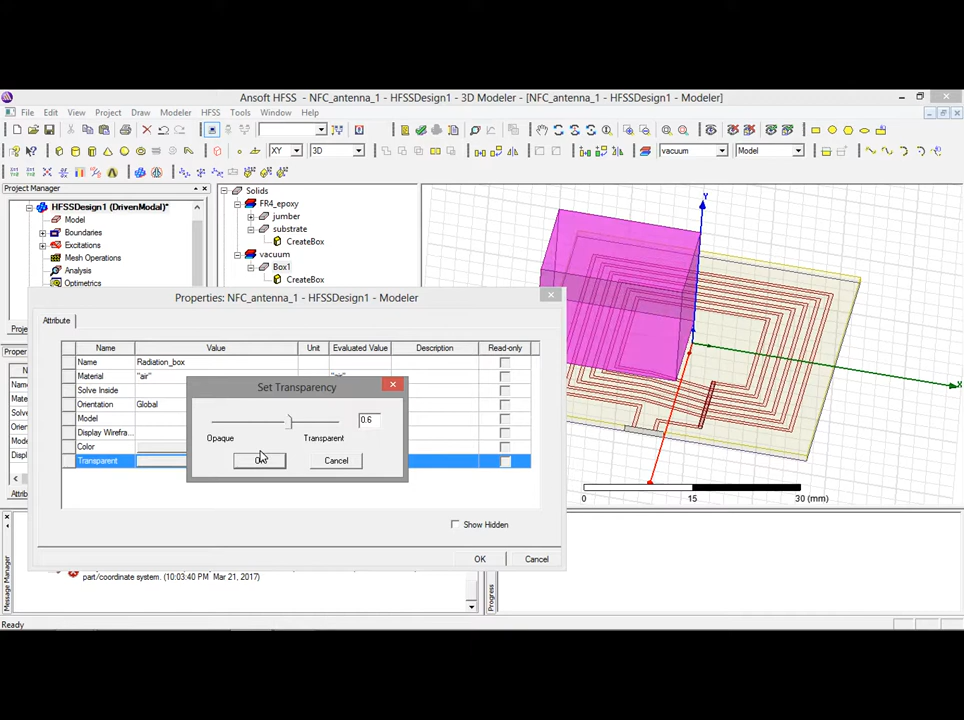 Ansoft HFSS - NFC_antenna_1 - HFSSDesign1 - 3D Modeler - [NFC_antenna_1 - HFSSDesign1 - Modeler]
File Edit View Project Draw Modeler HFSS Tools Window Help
XY 3D vacuum Model
Project Manager
HFSSDesign1 (DrivenModal)*
Model
Boundaries
Excitations
Mesh Operations
Analysis
Optimetrics
Solids
FR4_epoxy
jumber
substrate
CreateBox
vacuum
Box1
CreateBox
Y
X
0 15 30 (mm)
Properties: NFC_antenna_1 - HFSSDesign1 - Modeler
Attribute
Name Value Unit Evaluated Value Description Read-only
Name Radiation_box
Material "air" "air"
Solve Inside
Orientation Global
Model
Display Wirefra...
Color
Transparent
Set Transparency
0.6
Opaque Transparent
Cancel
Show Hidden
OK Cancel
part/coordinate system. (10:03:40 PM Mar 21, 2017)
Message Manager
Progress
Ready